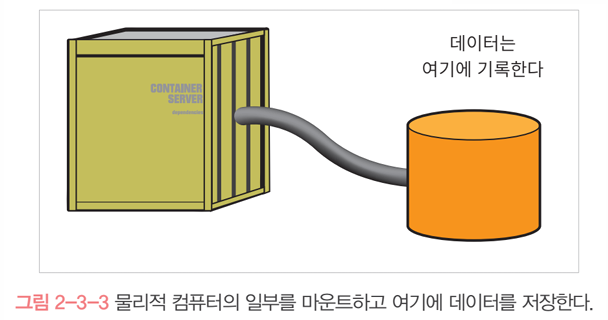 데이터는
여기에 기록한다
CONTAINER
SERVER
그림 2-3-3 물리적 컴퓨터의 일부를 마운트하고 여기에 데이터를 저장한다.